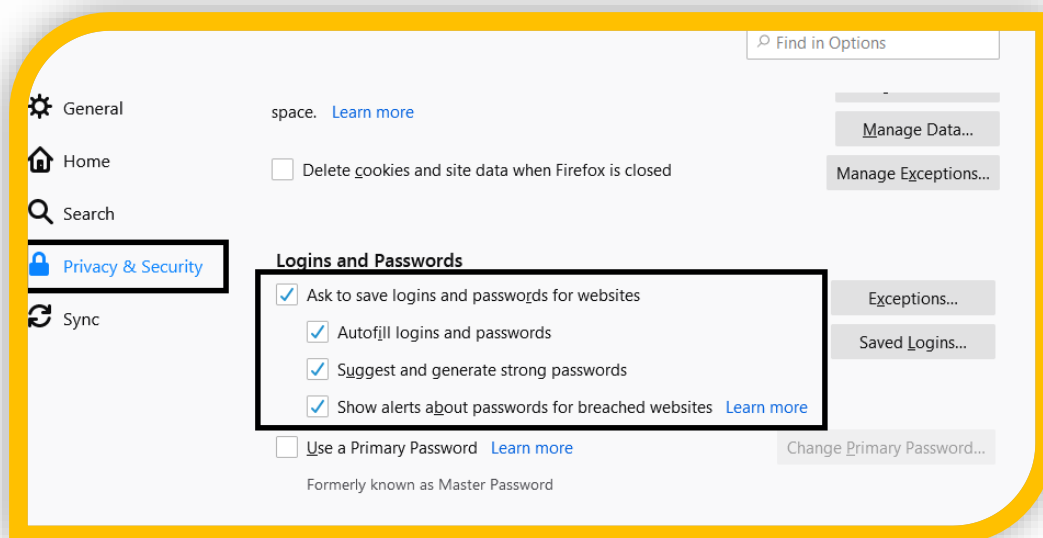 Find in Options
General
Home
Search
Privacy & Security
Sync
space. Learn more
Manage Data...
Delete cookies and site data when Firefox is closed
Manage Exceptions...
Logins and Passwords
Ask to save logins and passwords for websites
Exceptions...
Autofill logins and passwords
Saved Logins...
Suggest and generate strong passwords
Show alerts about passwords for breached websites Learn more
Use a Primary Password Learn more
Change Primary Password...
Formerly known as Master Password